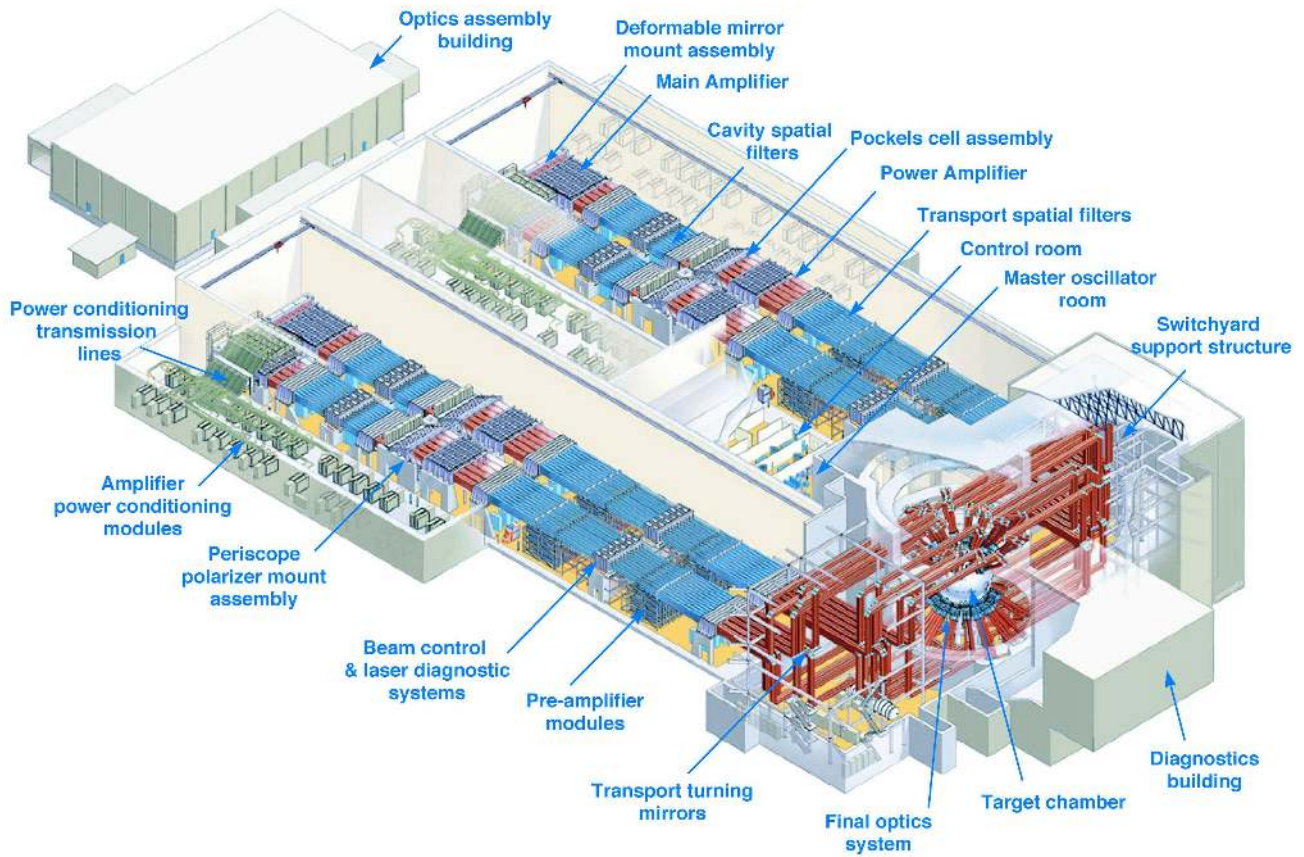 Optics assembly
building
Deformable mirror
mount assembly
Main Amplifier
Cavity spatial
filters
Pockels cell assembly
Power Amplifier
Transport spatial filters
Control room
Master oscillator
room
Switchyard
support structure
Power conditioning
transmission
lines
Amplifier
power conditioning
modules
Periscope
polarizer mount
assembly
Beam control
& laser diagnostic
systems
Pre-amplifier
modules
Transport turning
mirrors
Final optics
system
Target chamber
Diagnostics
building